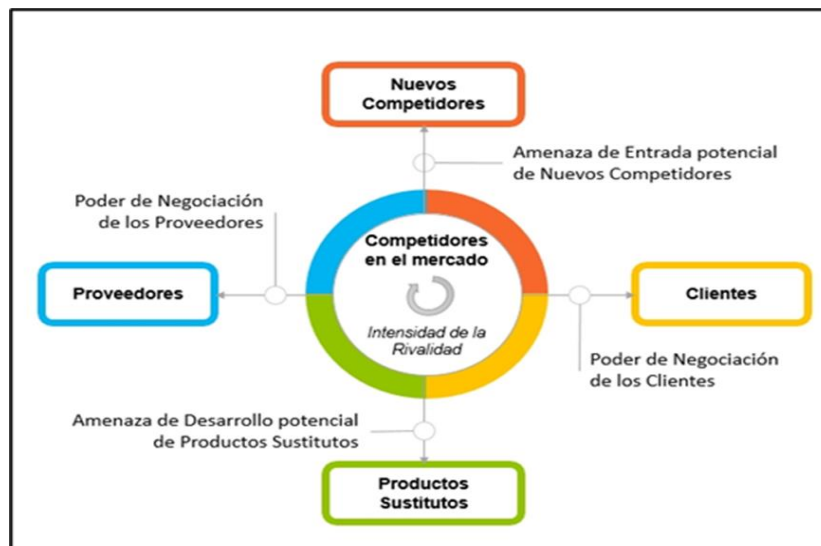 Nuevos
Competidores
Amenaza de Entrada potencial
de Nuevos Competidores
Poder de Negociación
de los Proveedores
Competidores
en el mercado
Proveedores
Clientes
Intensidad de la
Rivalidad
Poder de Negociación
de los Clientes
Amenaza de Desarrollo potencial
de Productos Sustitutos
Productos
Sustitutos